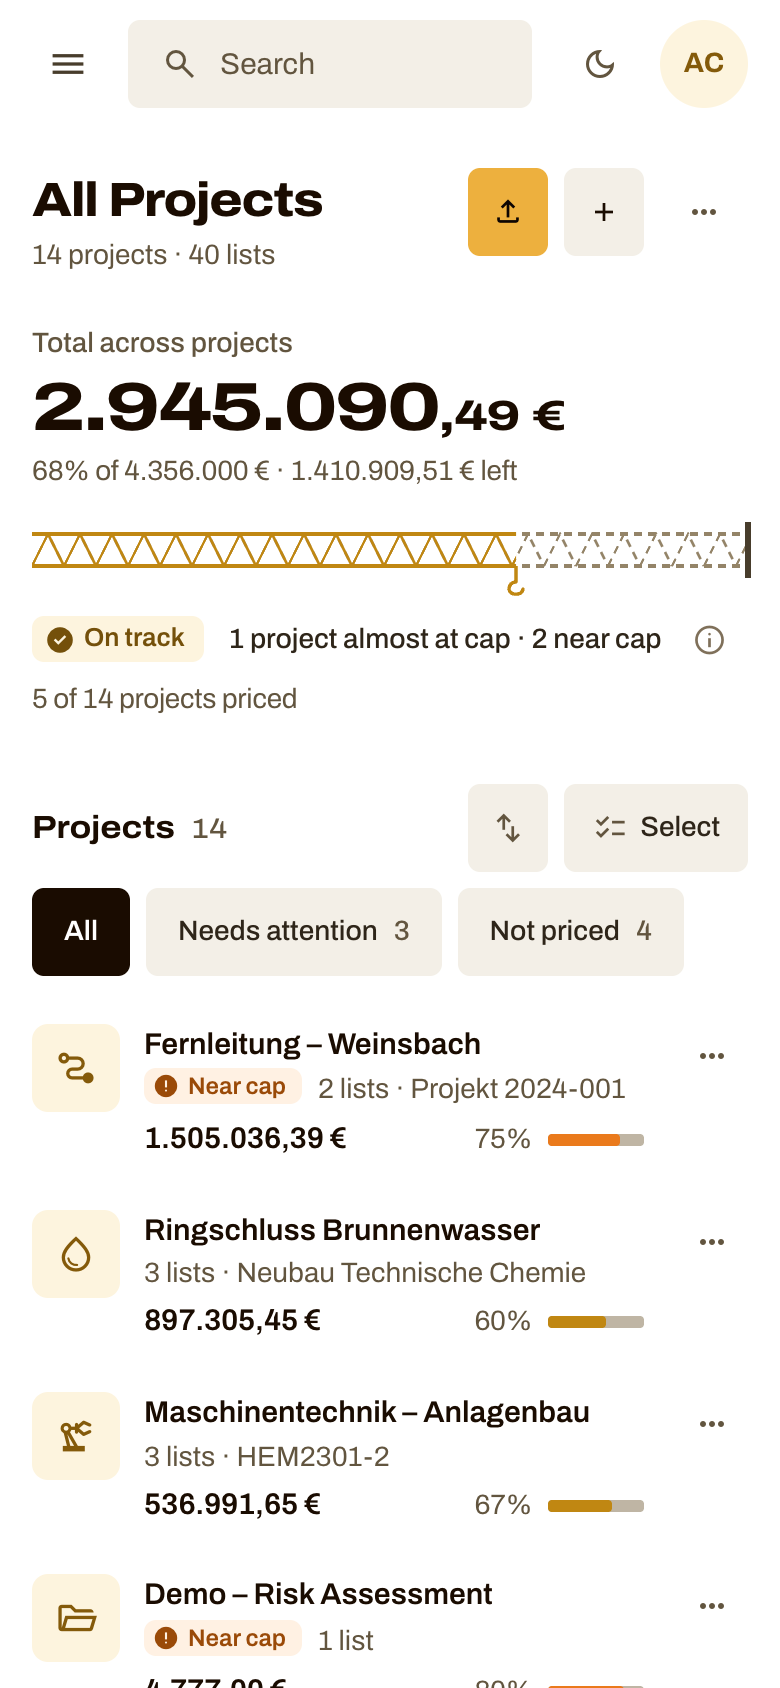 Search
AC
All Projects
14 projects · 40 lists
Total across projects
2.945.090,49 €
68% of 4.356.000 € · 1.410.909,51 € left
On track
1 project almost at cap · 2 near cap
5 of 14 projects priced
Projects 14
Select
All
Needs attention 3
Not priced 4
Fernleitung – Weinsbach
Near cap 2 lists · Projekt 2024-001
1.505.036,39 € 75%
Ringschluss Brunnenwasser
3 lists · Neubau Technische Chemie
897.305,45 € 60%
Maschinentechnik – Anlagenbau
3 lists · HEM2301-2
536.991,65 € 67%
Demo – Risk Assessment
Near cap 1 list